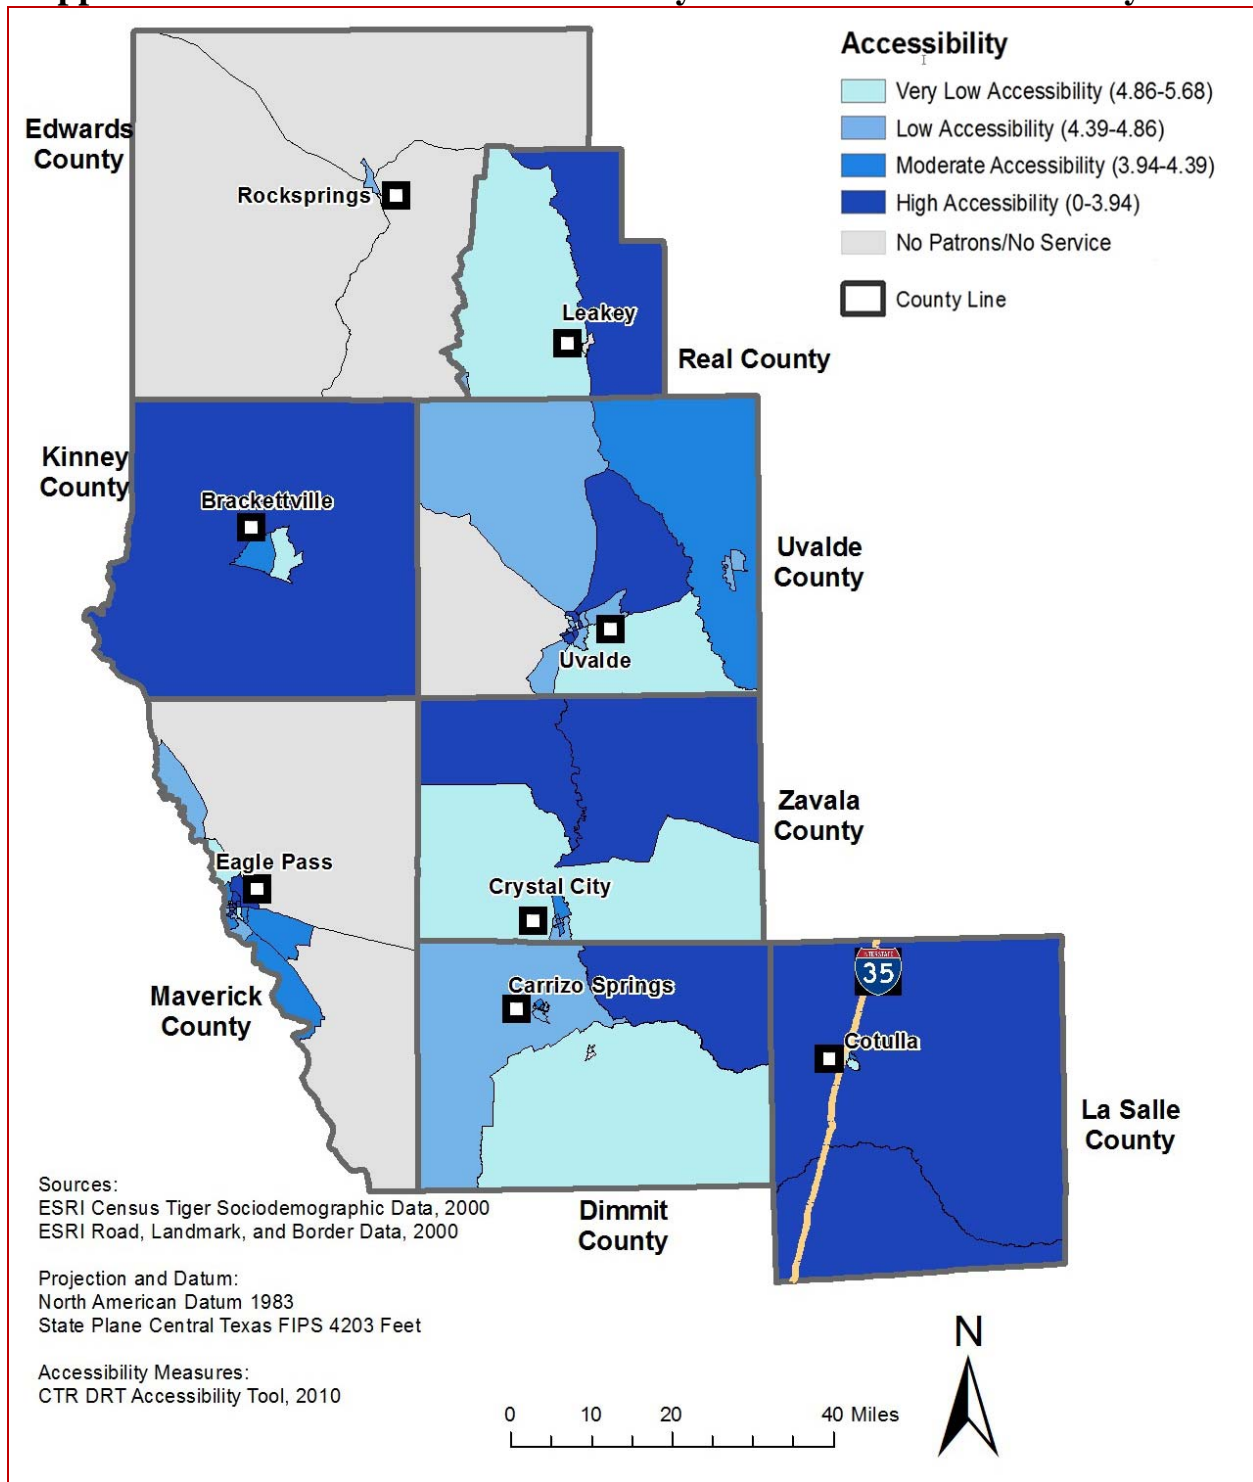 Accessibility
Very Low Accessibility (4.86-5.68)
Low Accessibility (4.39-4.86)
Moderate Accessibility (3.94-4.39)
High Accessibility (0-3.94)
No Patrons/No Service
County Line
Edwards
County
Rocksprings
Leakey
Real County
Kinney
County
Brackettville
Uvalde
County
Uvalde
Zavala
County
Eagle Pass
Crystal City
Maverick
County
Carrizo Springs
INTERSTATE
35
Cotulla
La Salle
County
Dimmit
County
Sources:
ESRI Census Tiger Sociodemographic Data, 2000
ESRI Road, Landmark, and Border Data, 2000
Projection and Datum:
North American Datum 1983
State Plane Central Texas FIPS 4203 Feet
Accessibility Measures:
CTR DRT Accessibility Tool, 2010
N
0 10 20 40 Miles